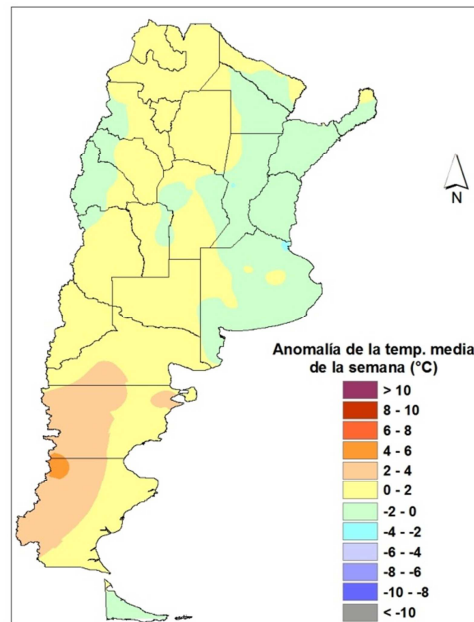 N
Anomalía de la temp. media
de la semana (°C)
> 10
8 - 10
6 - 8
4 - 6
2 - 4
0 - 2
-2 - 0
-4 - -2
-6 - -4
-8 - -6
-10 - -8
< -10